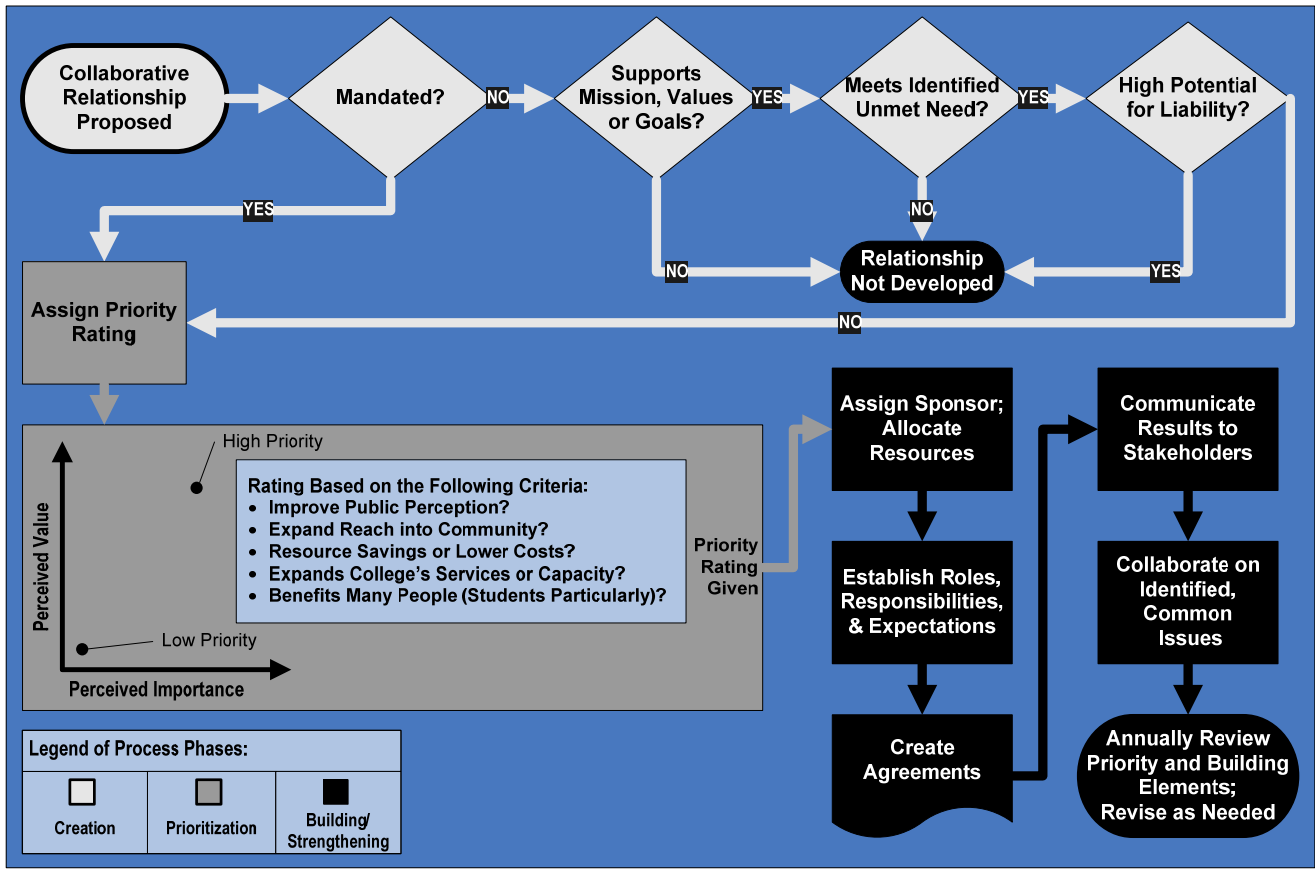 Collaborative
Relationship
Proposed
Mandated?
NO
Supports
Mission, Values
or Goals?
YES
Meets Identified
Unmet Need?
YES
High Potential
for Liability?
YES
NO
NO
YES
Relationship
Not Developed
NO
Assign Priority
Rating
High Priority
Low Priority
Perceived Value
Perceived Importance
Rating Based on the Following Criteria:
• Improve Public Perception?
• Expand Reach into Community?
• Resource Savings or Lower Costs?
• Expands College's Services or Capacity?
• Benefits Many People (Students Particularly)?
Priority
Rating
Given
Assign Sponsor;
Allocate
Resources
Establish Roles,
Responsibilities,
& Expectations
Create
Agreements
Communicate
Results to
Stakeholders
Collaborate on
Identified,
Common
Issues
Annually Review
Priority and Building
Elements;
Revise as Needed
Legend of Process Phases:
Creation
Prioritization
Building/
Strengthening